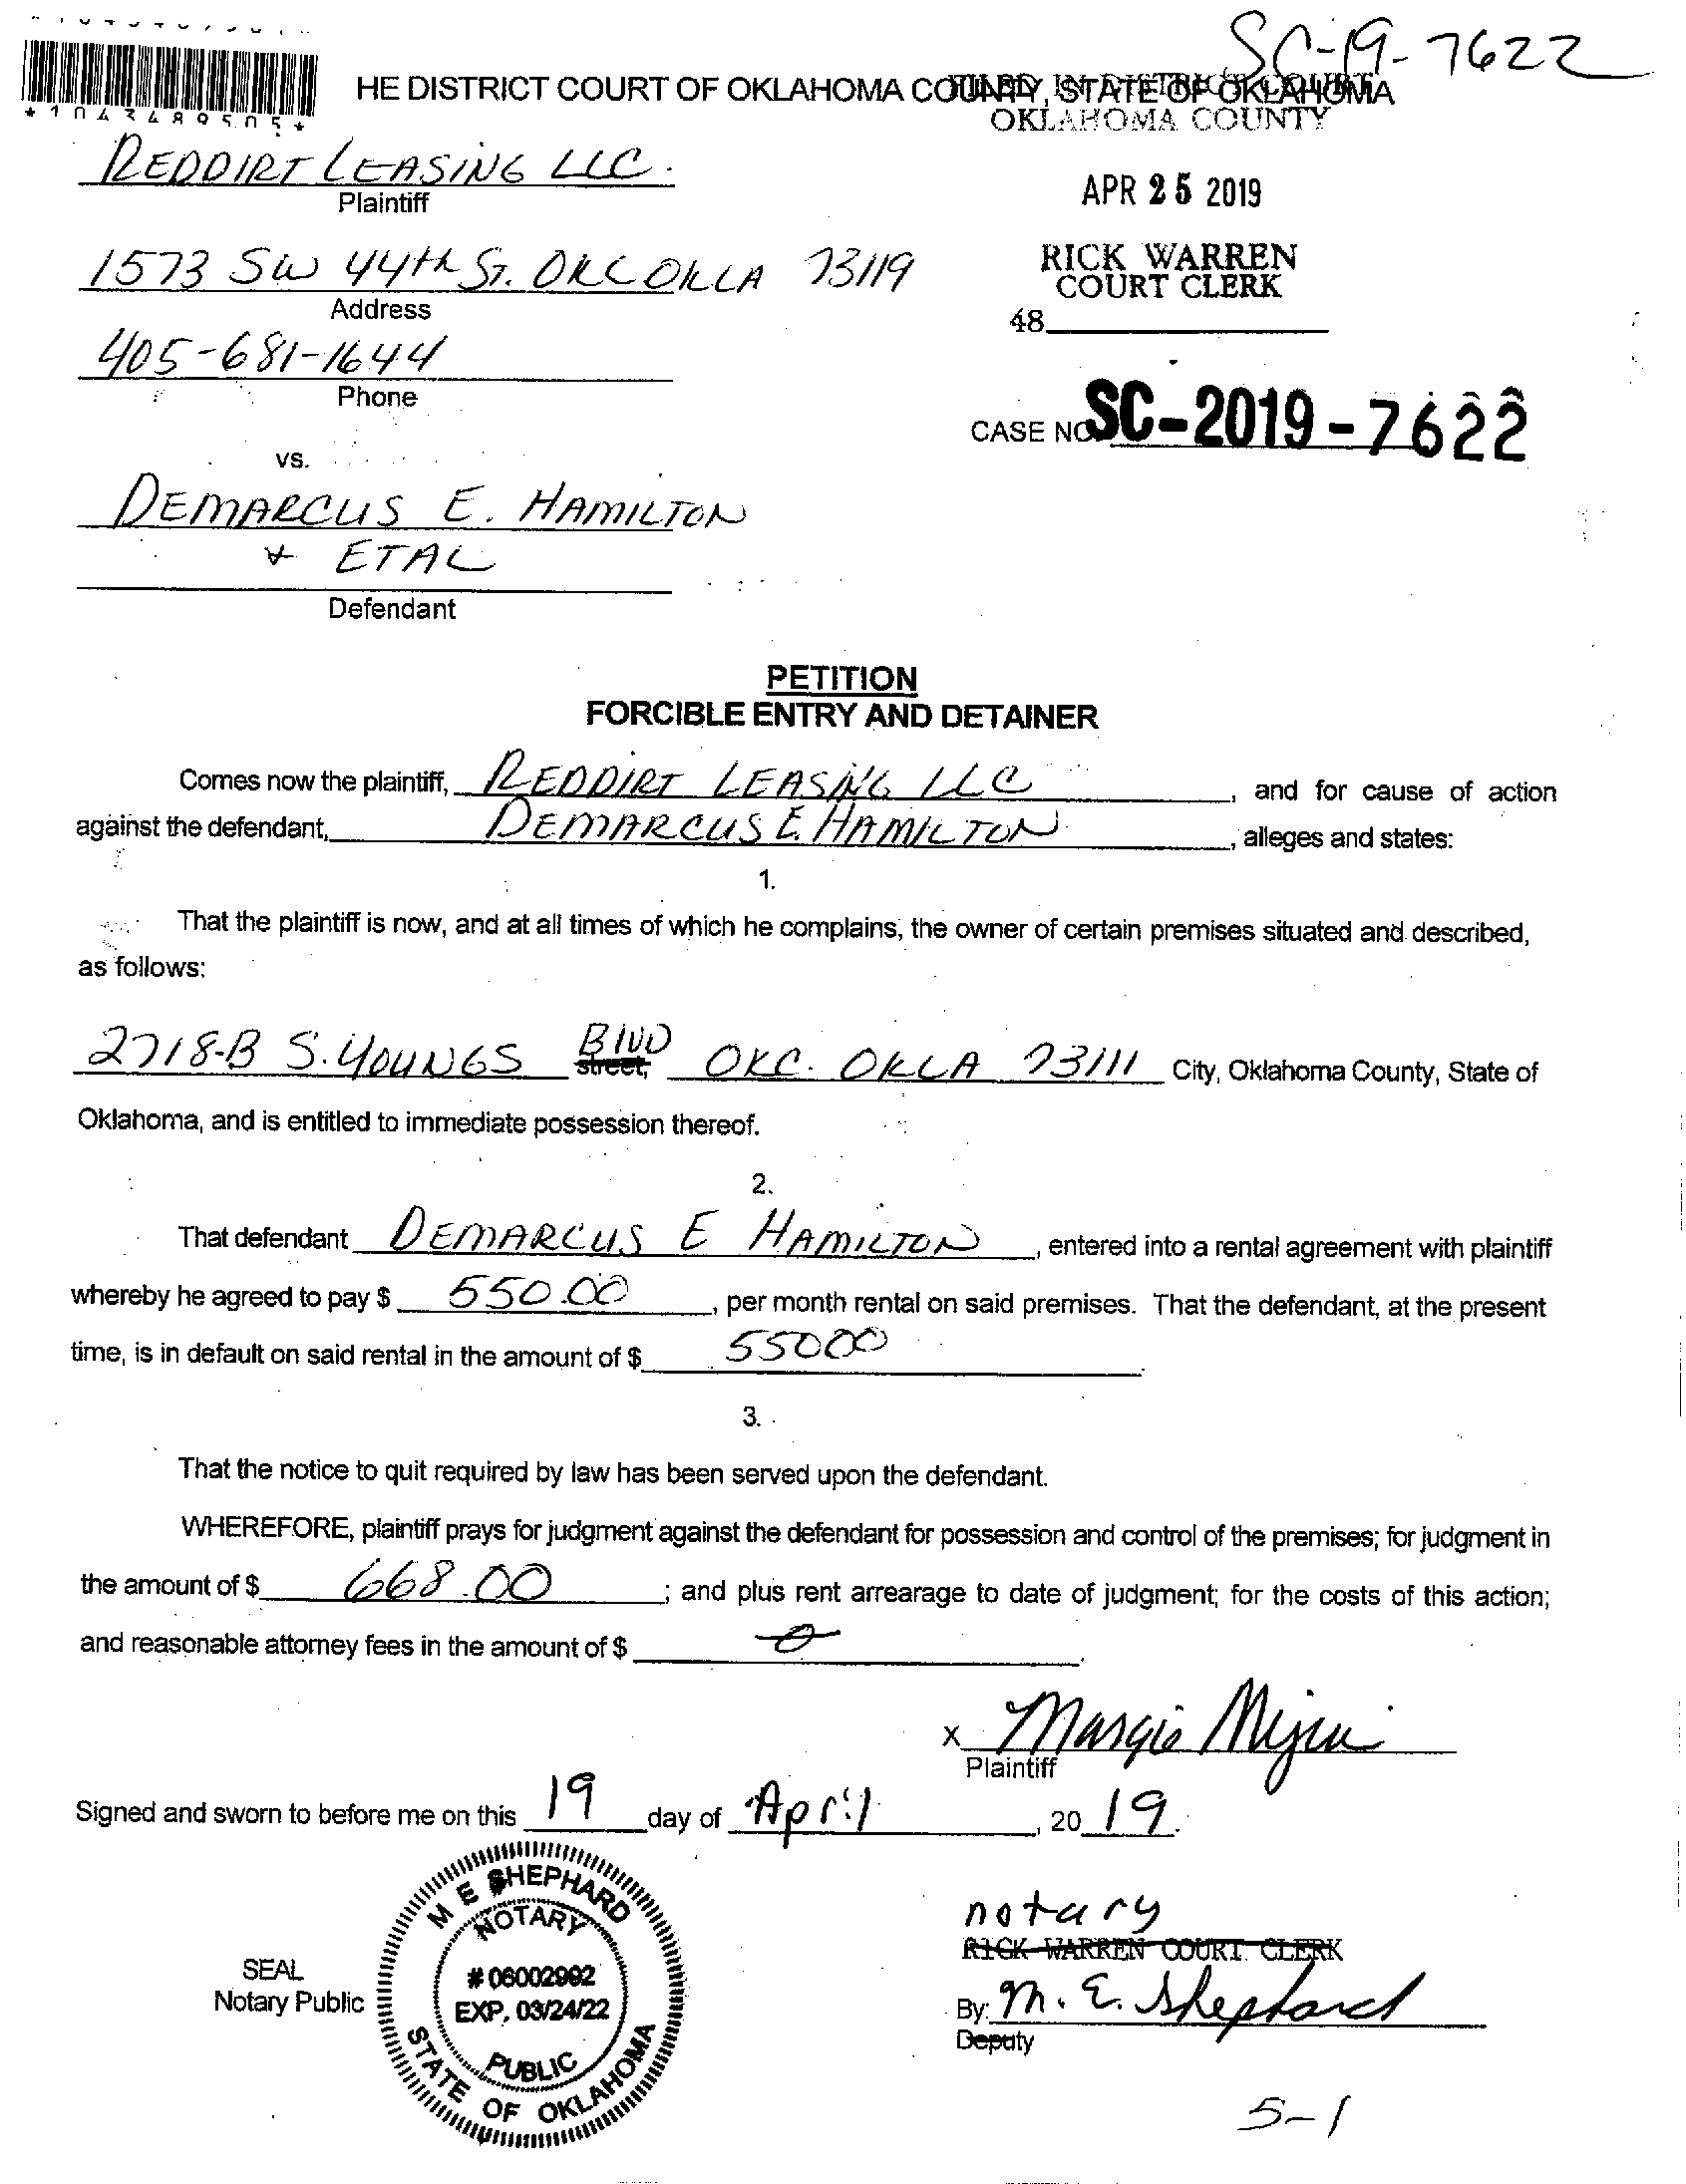 SC-19-7622
*1043489505*
HE DISTRICT COURT OF OKLAHOMA COUNTY, STATE OF OKLAHOMA
FILED IN DISTRICT COURT
OKLAHOMA COUNTY
REDDIRT LEASING LLC.
Plaintiff
APR 25 2019
1573 SW 44th ST. OKC OKLA 73119
Address
RICK WARREN
COURT CLERK
48
405-681-1644
Phone
CASE NO. SC-2019-7622
vs.
DEMARCUS E. HAMILTON
& ETAL
Defendant
PETITION
FORCIBLE ENTRY AND DETAINER
Comes now the plaintiff, REDDIRT LEASING LLC, and for cause of action
against the defendant, DEMARCUS E HAMILTON, alleges and states:
1.
That the plaintiff is now, and at all times of which he complains, the owner of certain premises situated and described,
as follows:
2718-B S. YOUNGS BLVD street, OKC. OKLA 73111 City, Oklahoma County, State of
Oklahoma, and is entitled to immediate possession thereof.
2.
That defendant DEMARCUS E HAMILTON, entered into a rental agreement with plaintiff
whereby he agreed to pay $ 550.00, per month rental on said premises. That the defendant, at the present
time, is in default on said rental in the amount of $ 55000.
3.
That the notice to quit required by law has been served upon the defendant.
WHEREFORE, plaintiff prays for judgment against the defendant for possession and control of the premises; for judgment in
the amount of $ 668.00; and plus rent arrearage to date of judgment; for the costs of this action;
and reasonable attorney fees in the amount of $ 0.
X Margie
Plaintiff
Signed and sworn to before me on this 19 day of April, 2019.
M E SHEPHARD
NOTARY
# 06002992
EXP. 03/24/22
PUBLIC
STATE OF OKLAHOMA
SEAL
Notary Public
notary
RICK WARREN COURT CLERK
By: M. E. Shephard
Deputy
5-1